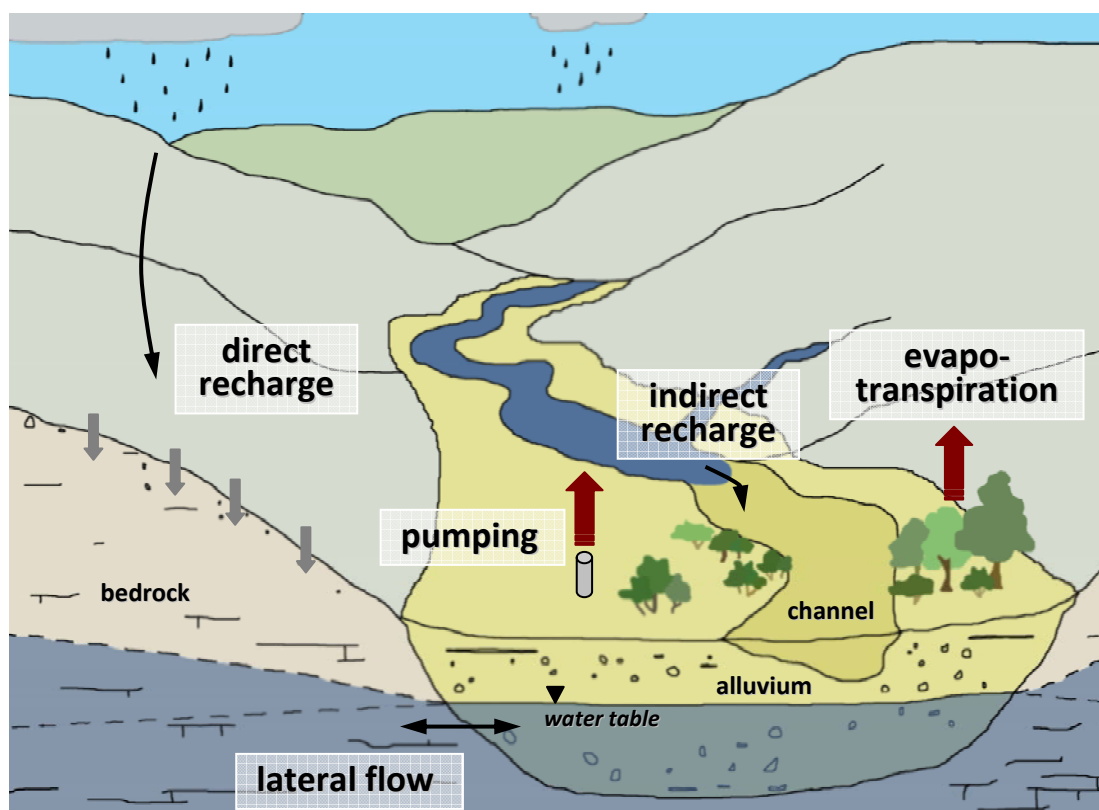 direct
recharge
evapo-
transpiration
indirect
recharge
pumping
bedrock
channel
alluvium
water table
lateral flow